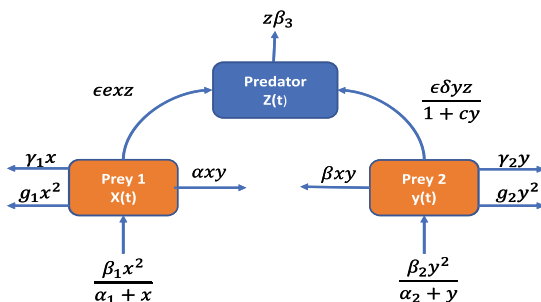 zβ₃
Predator
Z(t)
ϵexz
ϵδyz / 1 + cy
γ₁x
g₁x²
Prey 1
X(t)
αxy
βxy
Prey 2
y(t)
γ₂y
g₂y²
β₁x² / α₁ + x
β₂y² / α₂ + y